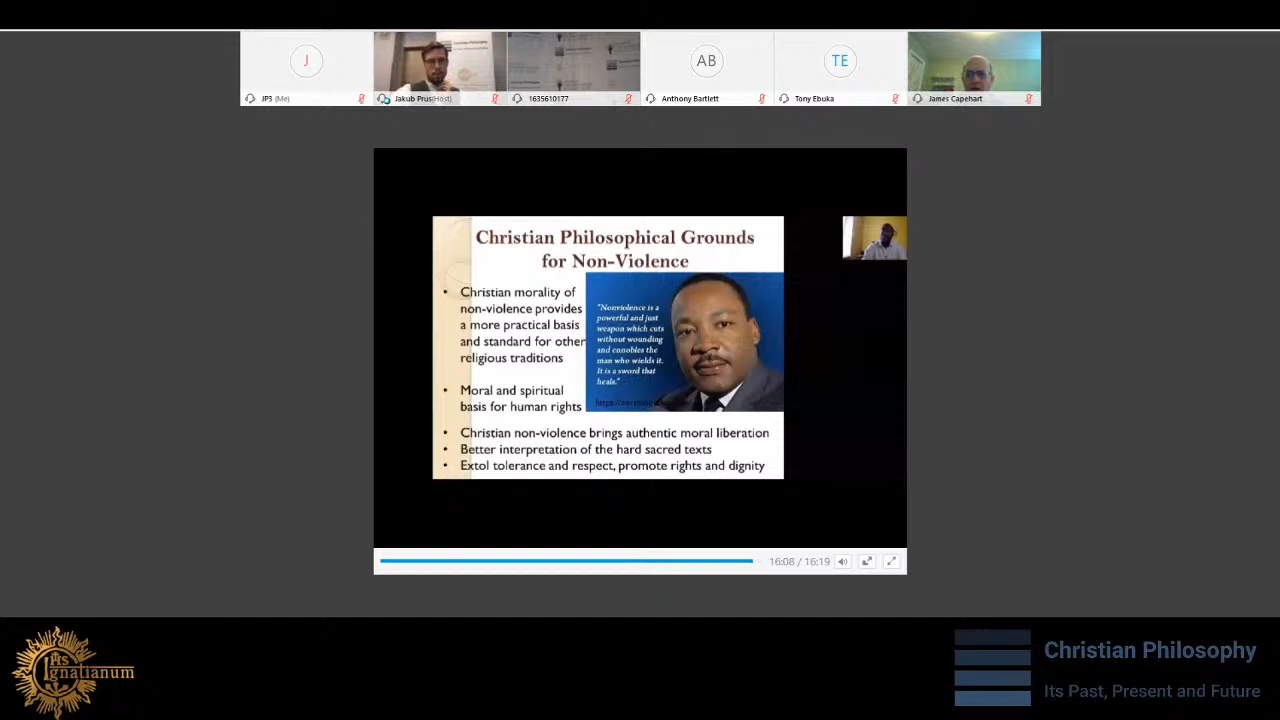 J
AB
TE
JP3 (Me)
Jakub Prus(Host)
1635610177
Anthony Bartlett
Tony Ebuka
James Capehart
Christian Philosophical Grounds
for Non-Violence
• Christian morality of
non-violence provides
a more practical basis
and standard for other
religious traditions
• Moral and spiritual
basis for human rights
"Nonviolence is a
powerful and just
weapon which cuts
without wounding
and ennobles the
man who wields it.
It is a sword that
heals."
• Christian non-violence brings authentic moral liberation
• Better interpretation of the hard sacred texts
• Extol tolerance and respect, promote rights and dignity
16:08 / 16:19
IHS
Ignatianum
Christian Philosophy
Its Past, Present and Future